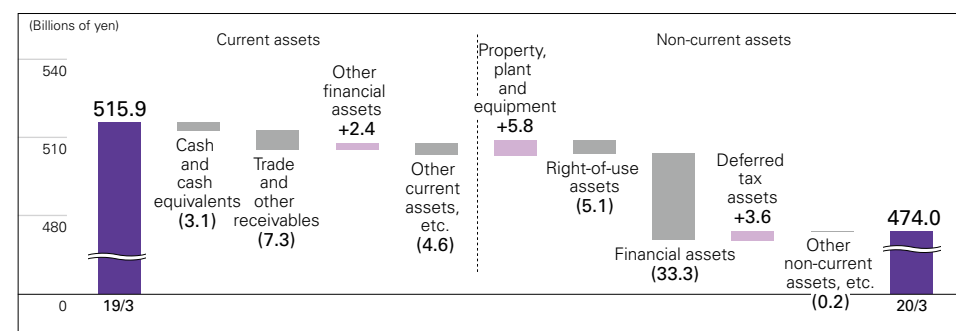 (Billions of yen)
Current assets
Non-current assets
540
510
480
0
515.9
19/3
Cash
and
cash
equivalents
(3.1)
Trade
and
other
receivables
(7.3)
Other
financial
assets
+2.4
Other
current
assets,
etc.
(4.6)
Property,
plant
and
equipment
+5.8
Right-of-use
assets
(5.1)
Financial assets
(33.3)
Deferred
tax
assets
+3.6
Other
non-current
assets, etc.
(0.2)
474.0
20/3